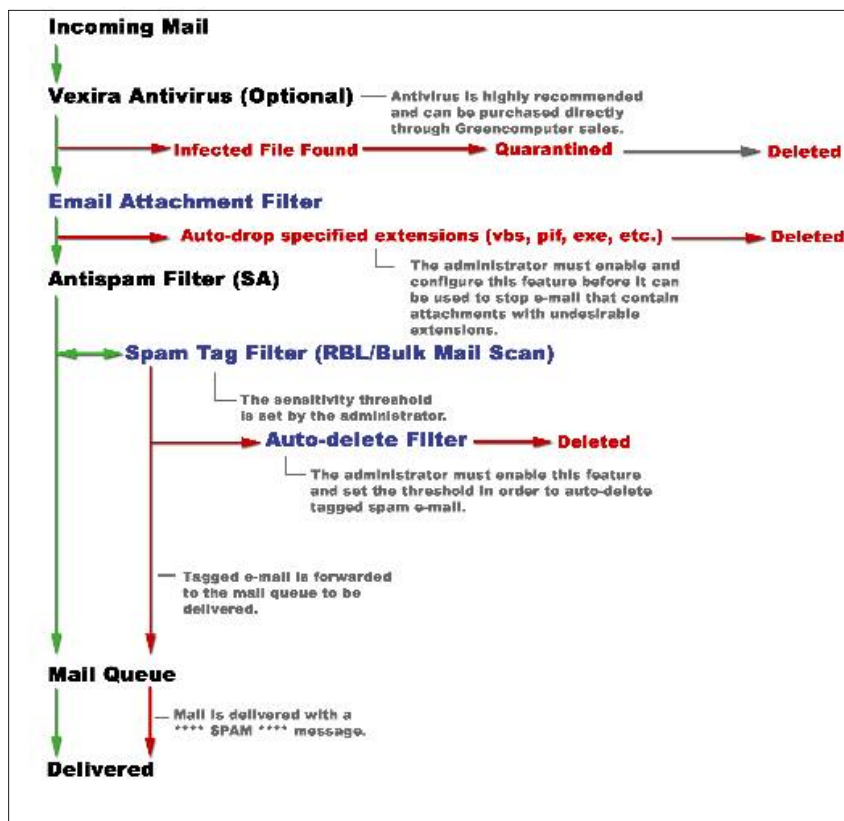 Incoming Mail
Vexira Antivirus (Optional)
Antivirus is highly recommended
and can be purchased directly
through Greencomputer sales.
Infected File Found
Quarantined
Deleted
Email Attachment Filter
Auto-drop specified extensions (vbs, pif, exe, etc.)
Deleted
The administrator must enable and
configure this feature before it can
be used to stop e-mail that contain
attachments with undesirable
extensions.
Antispam Filter (SA)
Spam Tag Filter (RBL/Bulk Mail Scan)
The sensitivity threshold
is set by the administrator.
Auto-delete Filter
Deleted
The administrator must enable this feature
and set the threshold in order to auto-delete
tagged spam e-mail.
Tagged e-mail is forwarded
to the mail queue to be
delivered.
Mail Queue
Mail is delivered with a
**** SPAM **** message.
Delivered